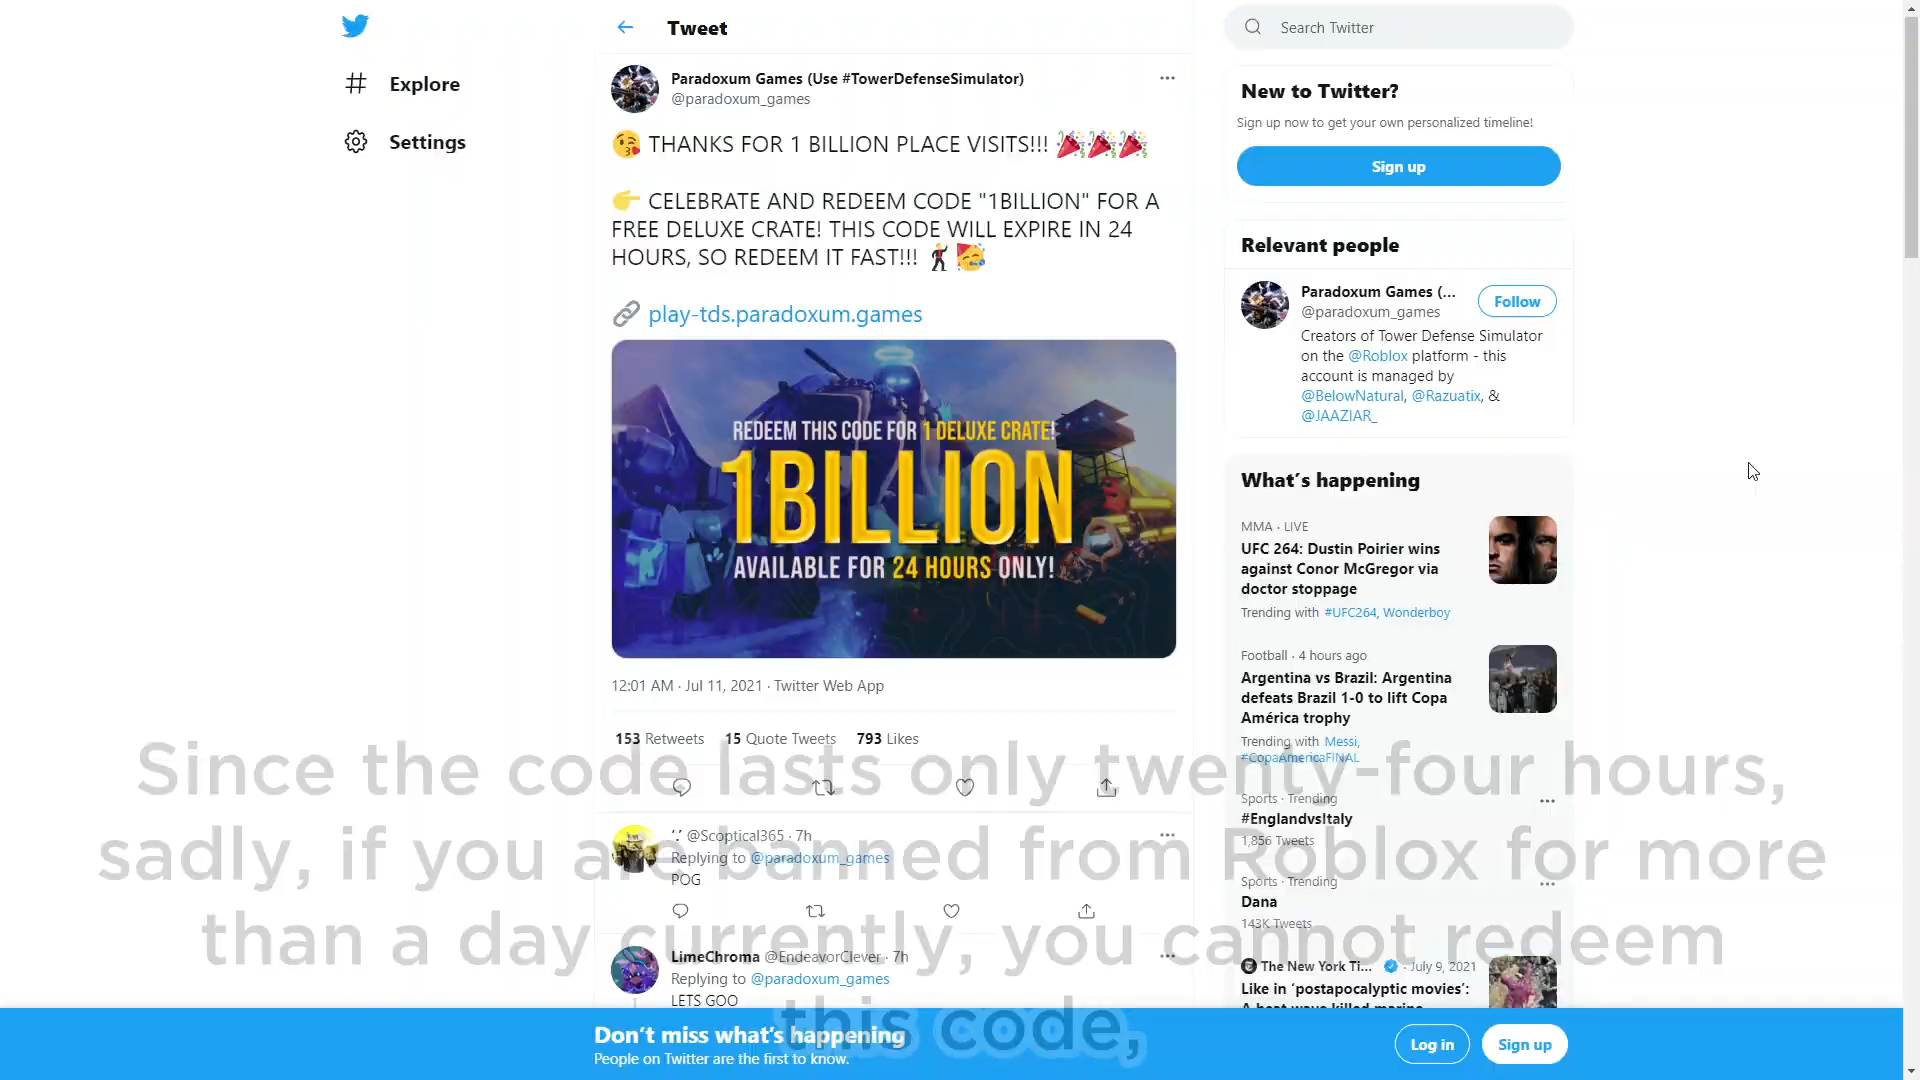 Explore
Settings
Tweet
Paradoxum Games (Use #TowerDefenseSimulator)
@paradoxum_games
THANKS FOR 1 BILLION PLACE VISITS!!!
CELEBRATE AND REDEEM CODE "1BILLION" FOR A
FREE DELUXE CRATE! THIS CODE WILL EXPIRE IN 24
HOURS, SO REDEEM IT FAST!!!
play-tds.paradoxum.games
REDEEM THIS CODE FOR 1 DELUXE CRATE!
1BILLION
AVAILABLE FOR 24 HOURS ONLY!
12:01 AM · Jul 11, 2021 · Twitter Web App
153 Retweets 15 Quote Tweets 793 Likes
@Scoptical365 · 7h
Replying to @paradoxum_games
POG
LimeChroma @EndeavorClever · 7h
Replying to @paradoxum_games
LETS GOO
Search Twitter
New to Twitter?
Sign up now to get your own personalized timeline!
Sign up
Relevant people
Paradoxum Games (...
@paradoxum_games
Follow
Creators of Tower Defense Simulator
on the @Roblox platform - this
account is managed by
@BelowNatural, @Razuatix, &
@JAAZIAR_
What's happening
MMA · LIVE
UFC 264: Dustin Poirier wins
against Conor McGregor via
doctor stoppage
Trending with #UFC264, Wonderboy
Football · 4 hours ago
Argentina vs Brazil: Argentina
defeats Brazil 1-0 to lift Copa
América trophy
Trending with Messi,
#CopaAmericaFINAL
Sports · Trending
#EnglandvsItaly
1,856 Tweets
Sports · Trending
Dana
143K Tweets
The New York Ti... · July 9, 2021
Like in 'postapocalyptic movies':
A heat wave killed marine
Since the code lasts only twenty-four hours,
sadly, if you are banned from Roblox for more
than a day currently, you cannot redeem
this code,
Don't miss what's happening
People on Twitter are the first to know.
Log in
Sign up